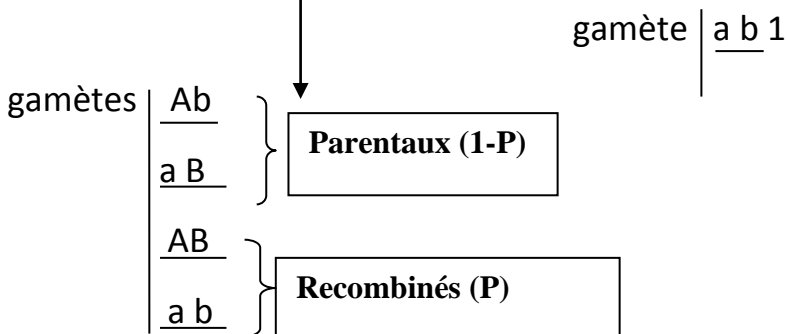 gamète a b 1
gamètes Ab
Parentaux (1-P)
a B
AB
Recombinés (P)
a b